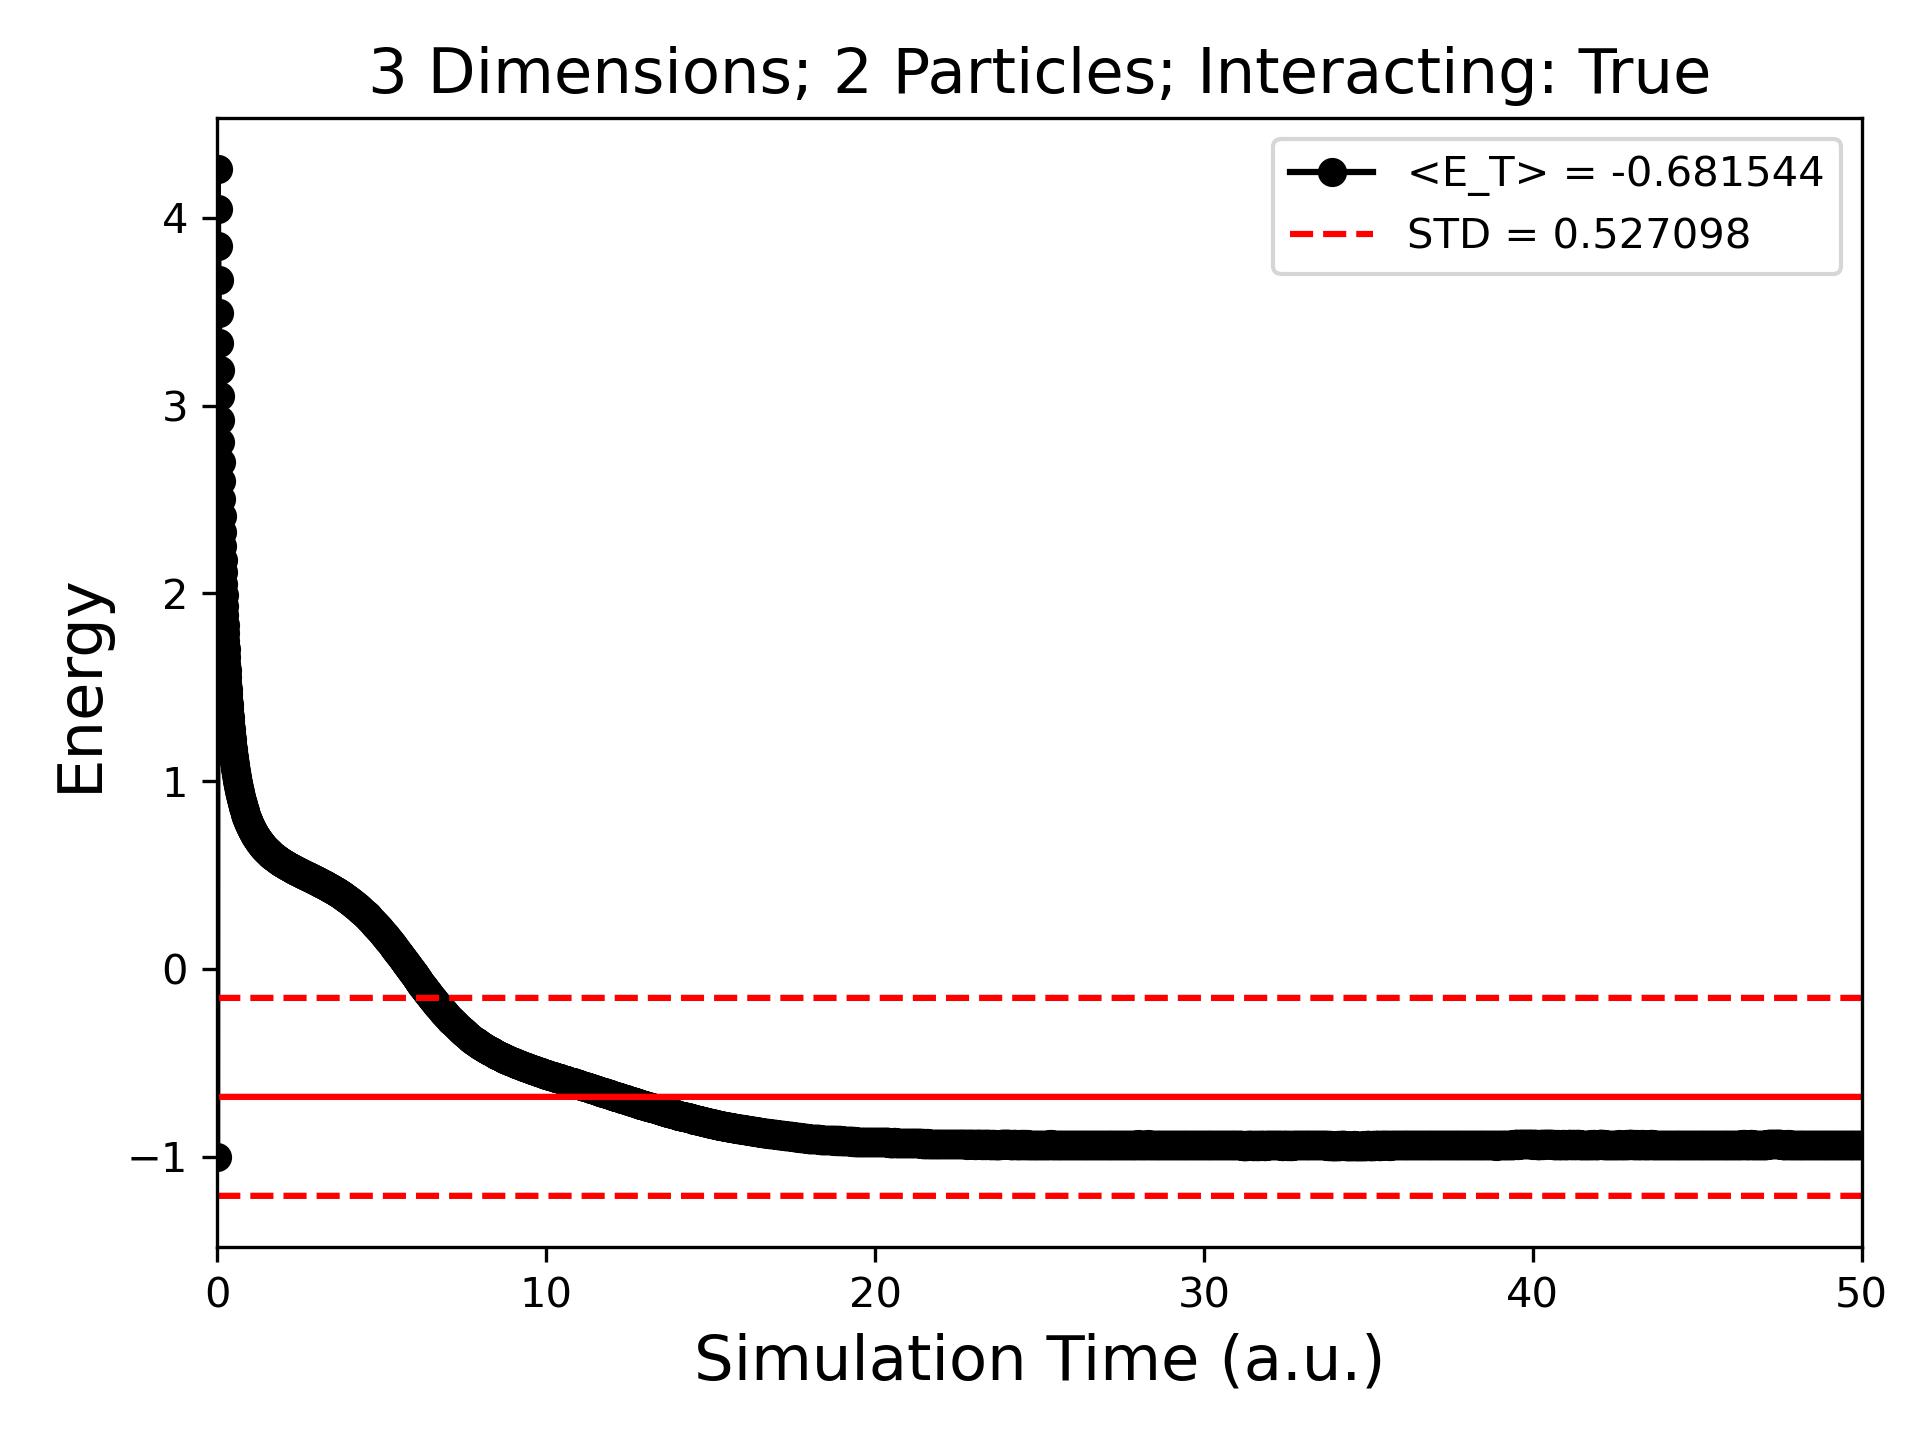 3 Dimensions; 2 Particles; Interacting: True
<E_T> = -0.681544
STD = 0.527098
4
3
2
1
0
−1
Energy
0 10 20 30 40 50
Simulation Time (a.u.)